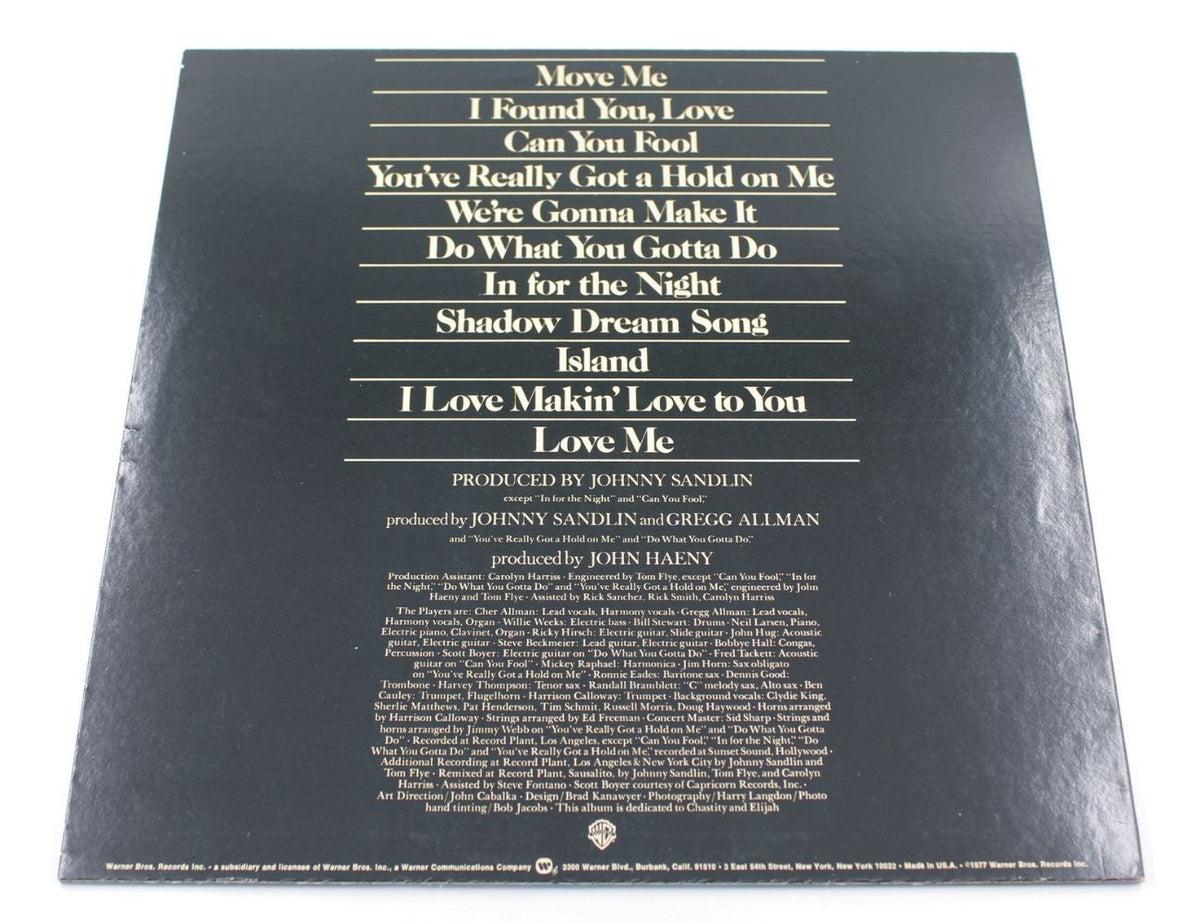 Move Me
I Found You, Love
Can You Fool
You've Really Got a Hold on Me
We're Gonna Make It
Do What You Gotta Do
In for the Night
Shadow Dream Song
Island
I Love Makin' Love to You
Love Me
PRODUCED BY JOHNNY SANDLIN
except "In for the Night" and "Can You Fool,"
produced by JOHNNY SANDLIN and GREGG ALLMAN
and "You've Really Got a Hold on Me" and "Do What You Gotta Do."
produced by JOHN HAENY
Production Assistant: Carolyn Harriss · Engineered by Tom Flye, except "Can You Fool," "In for
the Night," "Do What You Gotta Do" and "You've Really Got a Hold on Me," engineered by John
Haeny and Tom Flye · Assisted by Rick Sanchez, Rick Smith, Carolyn Harriss
The Players are: Cher Allman: Lead vocals, Harmony vocals · Gregg Allman: Lead vocals,
Harmony vocals, Organ · Willie Weeks: Electric bass · Bill Stewart: Drums · Neil Larsen, Piano,
Electric piano, Clavinet, Organ · Ricky Hirsch: Electric guitar, Slide guitar · John Hug: Acoustic
guitar, Electric guitar · Steve Beckmeier: Lead guitar, Electric guitar · Bobbye Hall: Congas,
Percussion · Scott Boyer: Electric guitar on "Do What You Gotta Do" · Fred Tackett: Acoustic
guitar on "Can You Fool" · Mickey Raphael: Harmonica · Jim Horn: Sax obligato
on "You've Really Got a Hold on Me" · Ronnie Eades: Baritone sax · Dennis Good:
Trombone · Harvey Thompson: Tenor sax · Randall Bramblett: "C" melody sax, Alto sax · Ben
Cauley: Trumpet, Flugelhorn · Harrison Calloway: Trumpet · Background vocals: Clydie King,
Sherlie Matthews, Pat Henderson, Tim Schmit, Russell Morris, Doug Haywood · Horns arranged
by Harrison Calloway · Strings arranged by Ed Freeman · Concert Master: Sid Sharp · Strings and
horns arranged by Jimmy Webb on "You've Really Got a Hold on Me" and "Do What You Gotta
Do" · Recorded at Record Plant, Los Angeles, except "Can You Fool," "In for the Night," "Do
What You Gotta Do" and "You've Really Got a Hold on Me," recorded at Sunset Sound, Hollywood ·
Additional Recording at Record Plant, Los Angeles & New York City by Johnny Sandlin and
Tom Flye · Remixed at Record Plant, Sausalito, by Johnny Sandlin, Tom Flye, and Carolyn
Harriss · Assisted by Steve Fontano · Scott Boyer courtesy of Capricorn Records, Inc. ·
Art Direction/John Cabalka · Design/Brad Kanawyer · Photography/Harry Langdon/Photo
hand tinting/Bob Jacobs · This album is dedicated to Chastity and Elijah
WB
Warner Bros. Records Inc. · a subsidiary and licensee of Warner Bros. Inc., a Warner Communications Company 3300 Warner Blvd., Burbank, Calif. 91510 · 3 East 54th Street, New York, New York 10022 · Made in U.S.A. · ©1977 Warner Bros. Records Inc.